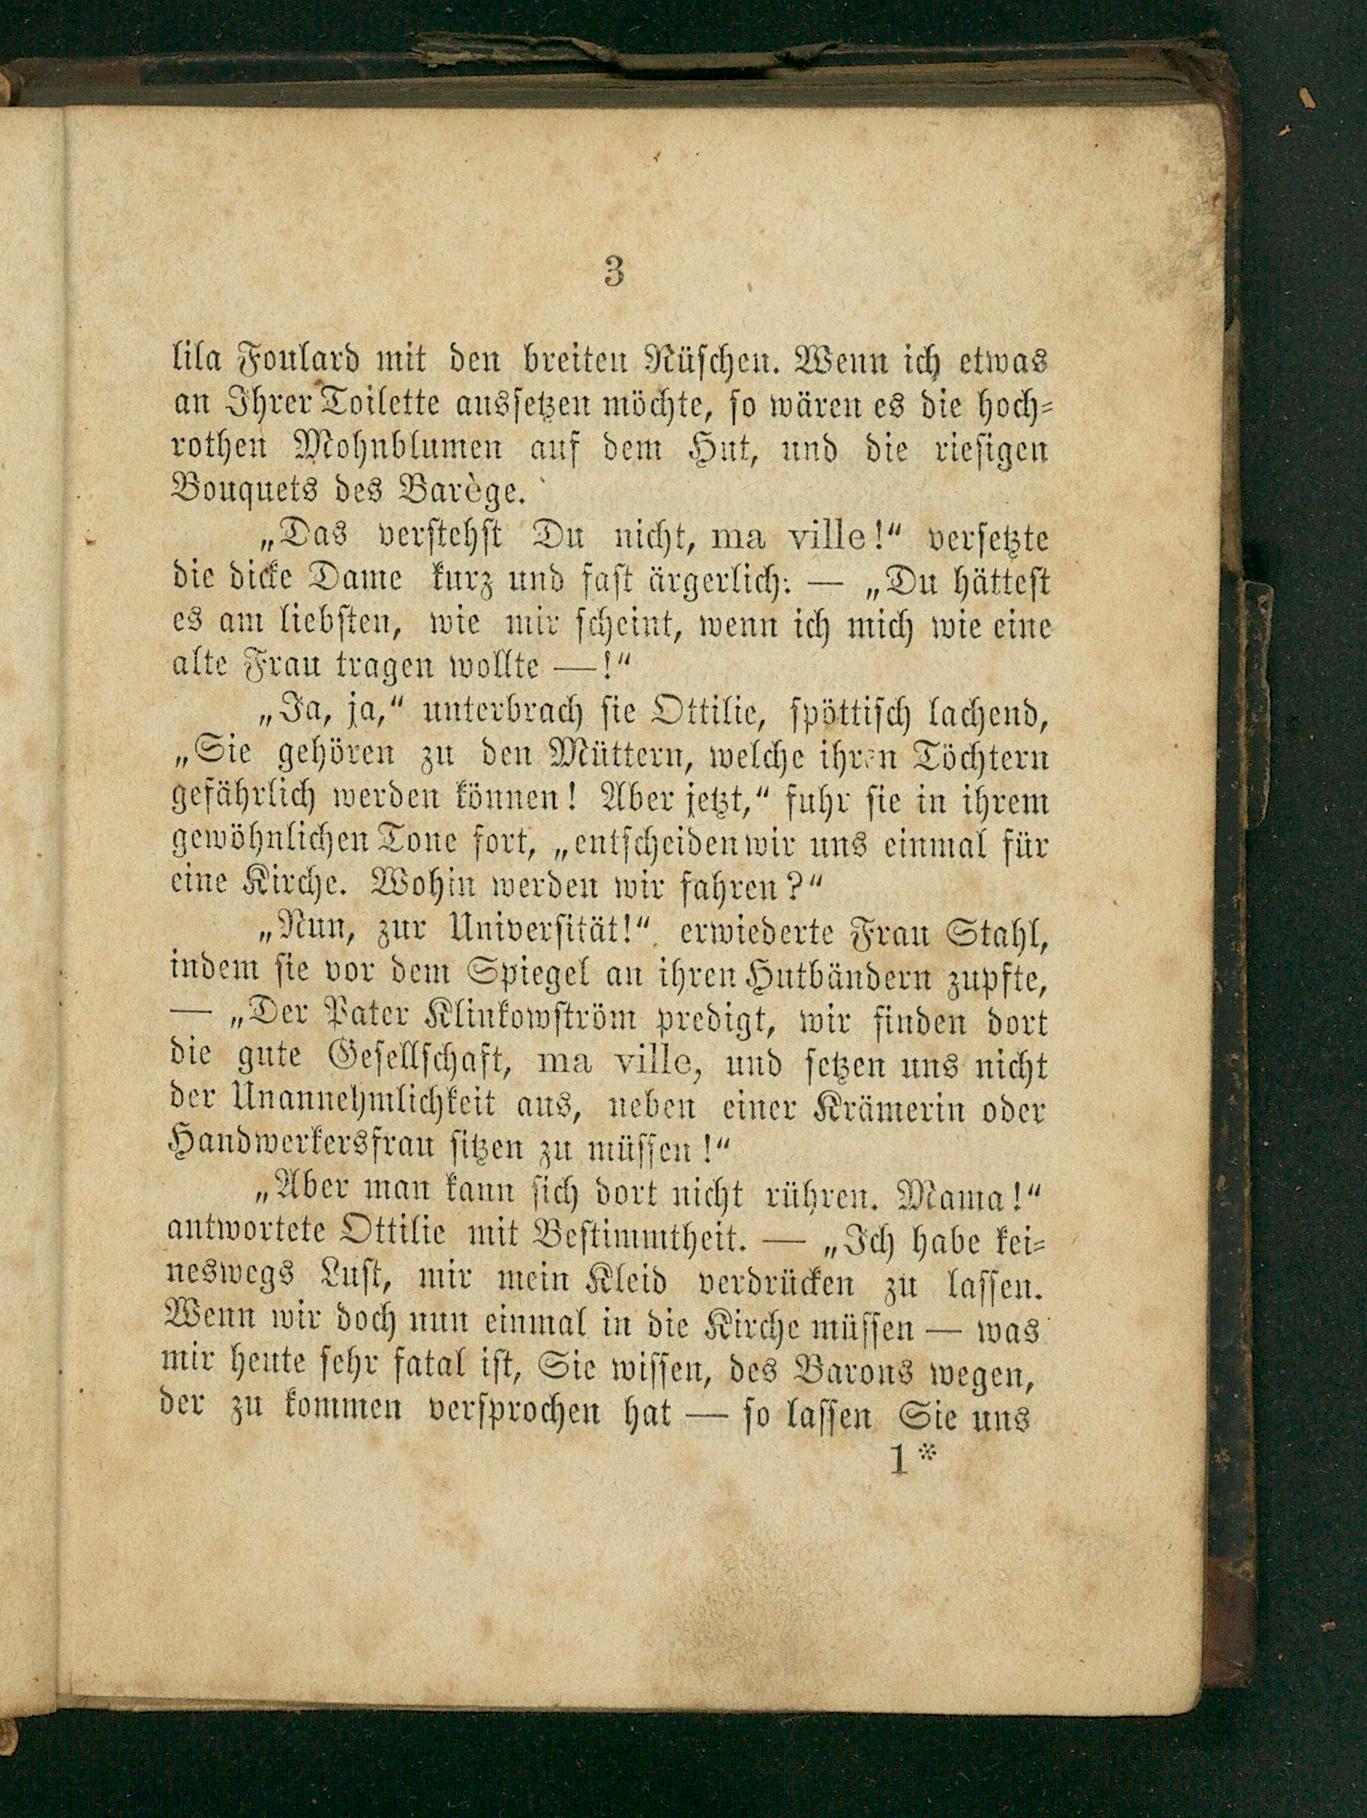 3
lila Foulard mit den breiten Rüschen. Wenn ich etwas
an Ihrer Toilette aussetzen möchte, so wären es die hoch-
rothen Mohnblumen auf dem Hut, und die riesigen
Bouquets des Barège.
„Das verstehst Du nicht, ma ville!“ versetzte
die dicke Dame kurz und fast ärgerlich: — „Du hättest
es am liebsten, wie mir scheint, wenn ich mich wie eine
alte Frau tragen wollte —!“
„Ja, ja,“ unterbrach sie Ottilie, spöttisch lachend,
„Sie gehören zu den Müttern, welche ihren Töchtern
gefährlich werden können! Aber jetzt,“ fuhr sie in ihrem
gewöhnlichen Tone fort, „entscheiden wir uns einmal für
eine Kirche. Wohin werden wir fahren?“
„Nun, zur Universität!“ erwiederte Frau Stahl,
indem sie vor dem Spiegel an ihren Hutbändern zupfte,
— „Der Pater Klinkowström predigt, wir finden dort
die gute Gesellschaft, ma ville, und setzen uns nicht
der Unannehmlichkeit aus, neben einer Krämerin oder
Handwerkersfrau sitzen zu müssen!“
„Aber man kann sich dort nicht rühren. Mama!“
antwortete Ottilie mit Bestimmtheit. — „Ich habe kei-
neswegs Lust, mir mein Kleid verdrücken zu lassen.
Wenn wir doch nun einmal in die Kirche müssen — was
mir heute sehr fatal ist, Sie wissen, des Barons wegen,
der zu kommen versprochen hat — so lassen Sie uns
1*